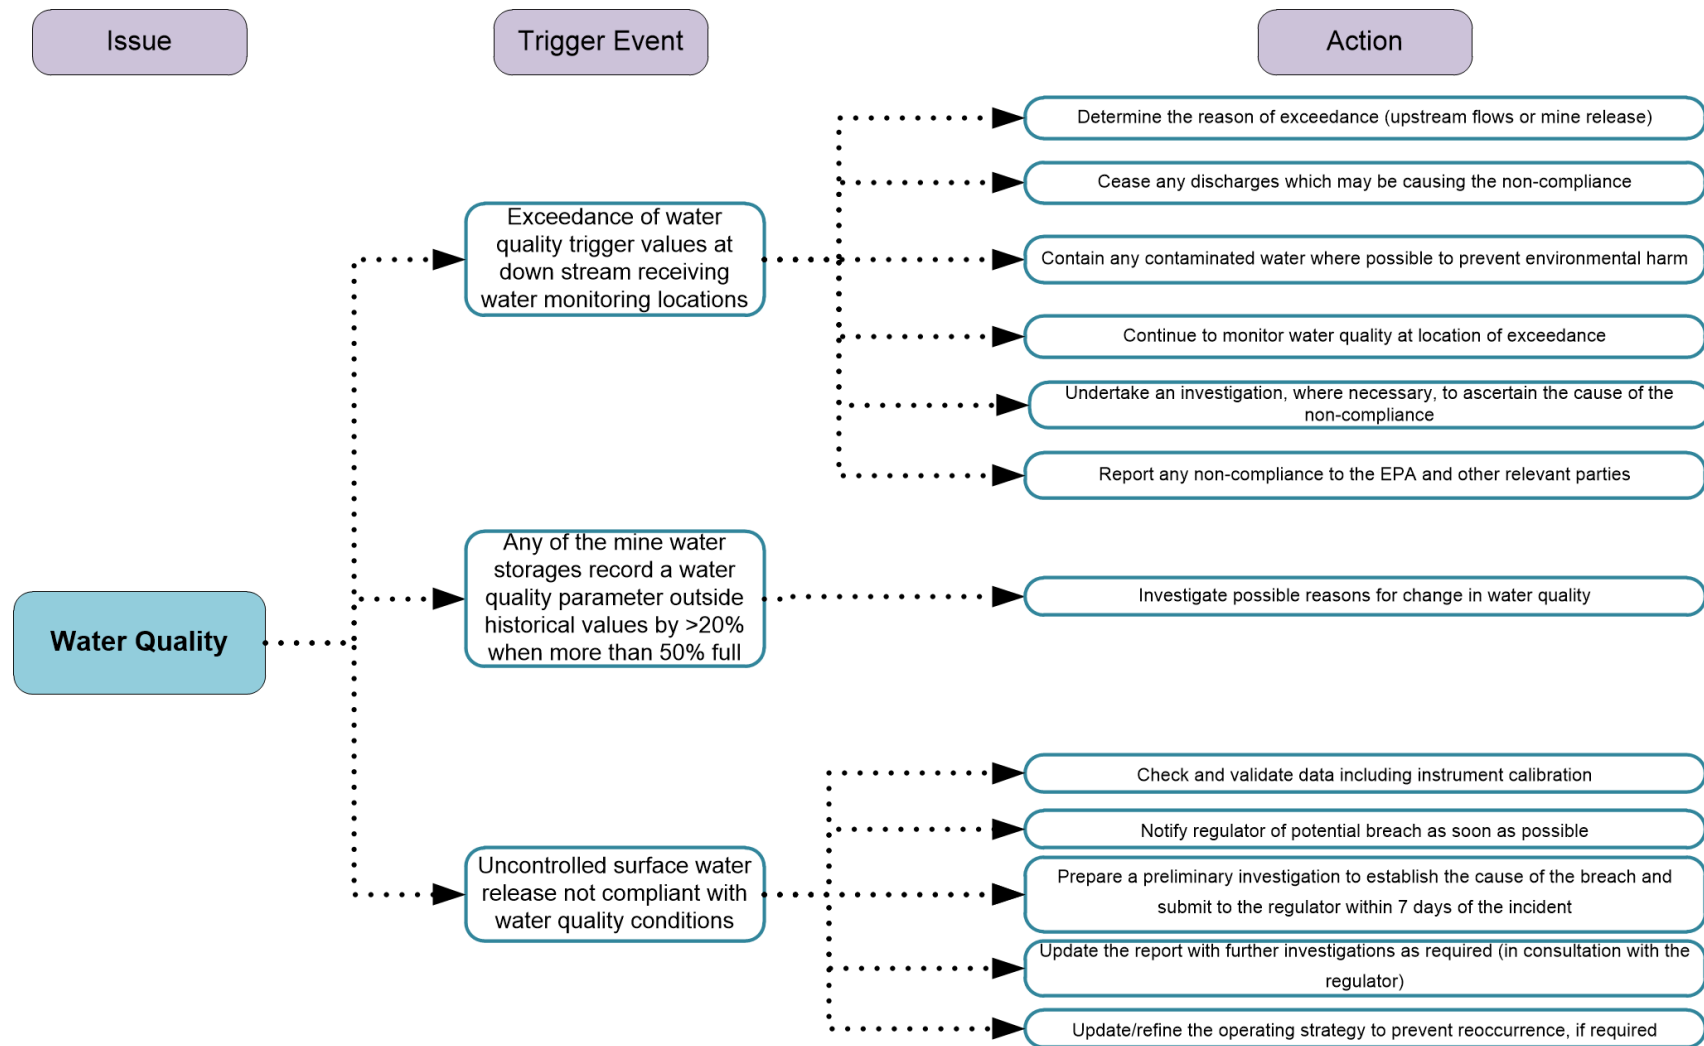 Issue
Trigger Event
Action
Water Quality
Exceedance of water
quality trigger values at
down stream receiving
water monitoring locations
Determine the reason of exceedance (upstream flows or mine release)
Cease any discharges which may be causing the non-compliance
Contain any contaminated water where possible to prevent environmental harm
Continue to monitor water quality at location of exceedance
Undertake an investigation, where necessary, to ascertain the cause of the
non-compliance
Report any non-compliance to the EPA and other relevant parties
Any of the mine water
storages record a water
quality parameter outside
historical values by >20%
when more than 50% full
Investigate possible reasons for change in water quality
Uncontrolled surface water
release not compliant with
water quality conditions
Check and validate data including instrument calibration
Notify regulator of potential breach as soon as possible
Prepare a preliminary investigation to establish the cause of the breach and
submit to the regulator within 7 days of the incident
Update the report with further investigations as required (in consultation with the
regulator)
Update/refine the operating strategy to prevent reoccurrence, if required